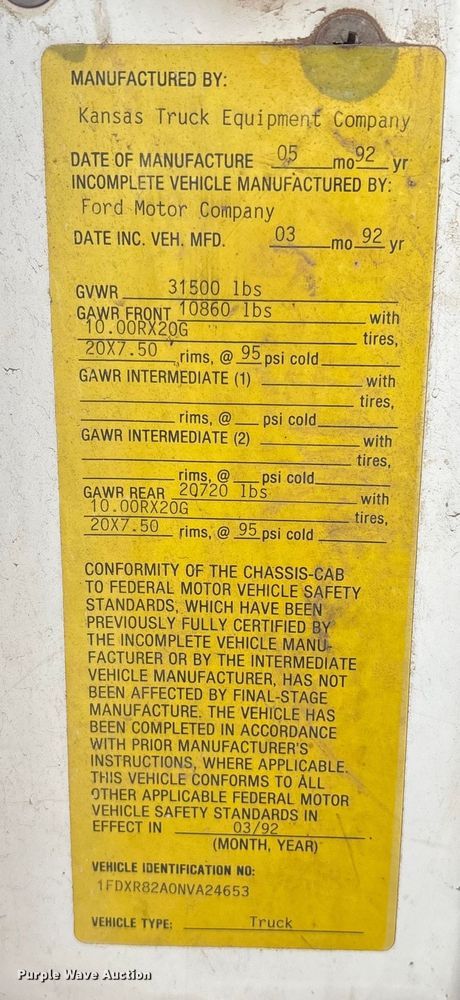 MANUFACTURED BY:
Kansas Truck Equipment Company
DATE OF MANUFACTURE 05 mo 92 yr
INCOMPLETE VEHICLE MANUFACTURED BY:
Ford Motor Company
DATE INC. VEH. MFD. 03 mo 92 yr
GVWR 31500 lbs
GAWR FRONT 10860 lbs with
10.00RX20G tires,
20X7.50 rims, @ 95 psi cold
GAWR INTERMEDIATE (1) with
tires,
rims, @ psi cold
GAWR INTERMEDIATE (2) with
tires,
rims, @ psi cold
GAWR REAR 20720 lbs with
10.00RX20G tires,
20X7.50 rims, @ 95 psi cold
CONFORMITY OF THE CHASSIS-CAB
TO FEDERAL MOTOR VEHICLE SAFETY
STANDARDS, WHICH HAVE BEEN
PREVIOUSLY FULLY CERTIFIED BY
THE INCOMPLETE VEHICLE MANU-
FACTURER OR BY THE INTERMEDIATE
VEHICLE MANUFACTURER, HAS NOT
BEEN AFFECTED BY FINAL-STAGE
MANUFACTURE. THE VEHICLE HAS
BEEN COMPLETED IN ACCORDANCE
WITH PRIOR MANUFACTURER'S
INSTRUCTIONS, WHERE APPLICABLE.
THIS VEHICLE CONFORMS TO ALL
OTHER APPLICABLE FEDERAL MOTOR
VEHICLE SAFETY STANDARDS IN
EFFECT IN 03/92
(MONTH, YEAR)
VEHICLE IDENTIFICATION NO:
1FDXR82A0NVA24653
VEHICLE TYPE: Truck
Purple Wave Auction